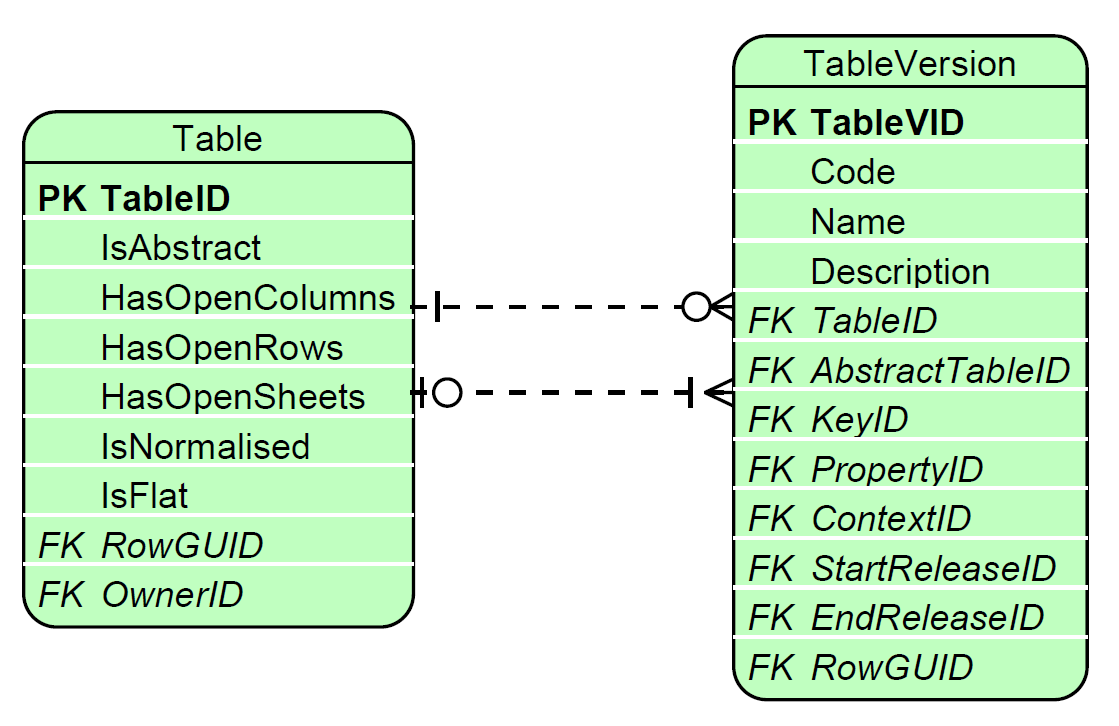 Table
PK TableID
IsAbstract
HasOpenColumns
HasOpenRows
HasOpenSheets
IsNormalised
IsFlat
FK RowGUID
FK OwnerID
TableVersion
PK TableVID
Code
Name
Description
FK TableID
FK AbstractTableID
FK KeyID
FK PropertyID
FK ContextID
FK StartReleaseID
FK EndReleaseID
FK RowGUID